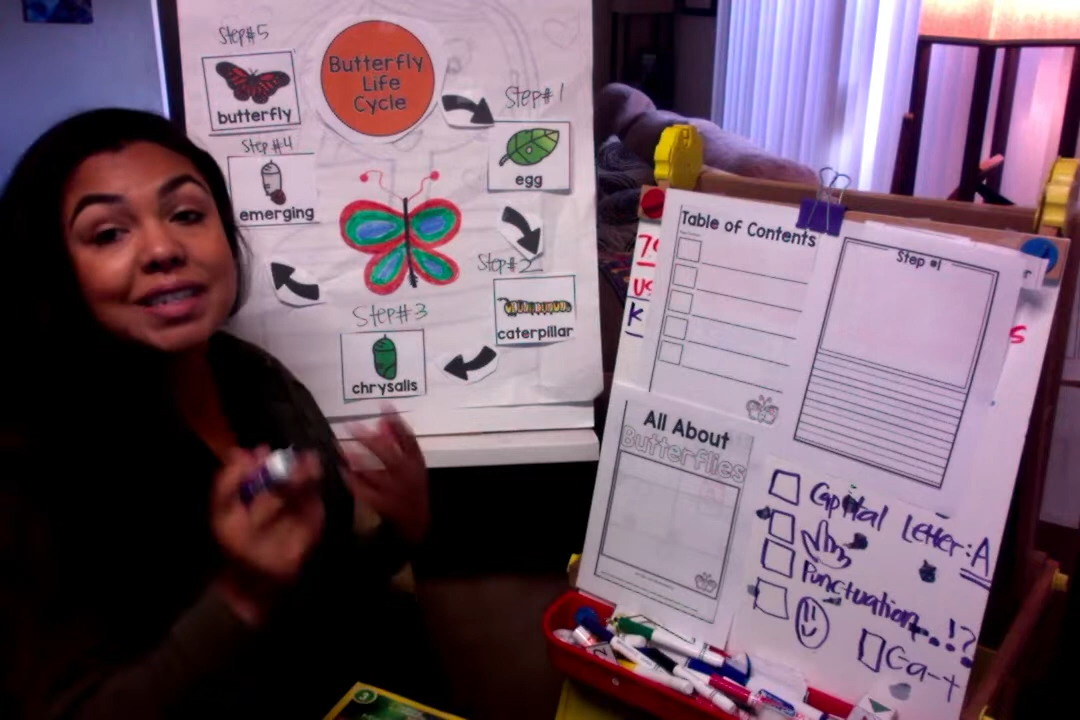 Step#5
butterfly
Butterfly
Life
Cycle
Step#1
egg
Step#4
emerging
Step#2
caterpillar
Step#3
chrysalis
Table of Contents
Step #1
All About
Butterflies
Capital Letter: A
Punctuation . !?
C-a-t